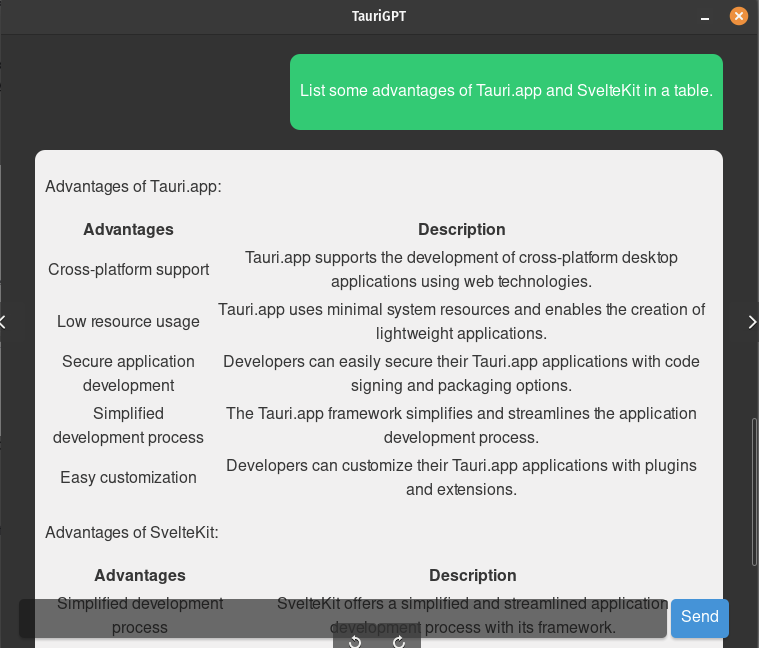 TauriGPT
List some advantages of Tauri.app and SvelteKit in a table.
Advantages of Tauri.app:
Advantages Description
Cross-platform support Tauri.app supports the development of cross-platform desktop
applications using web technologies.
Low resource usage Tauri.app uses minimal system resources and enables the creation of
lightweight applications.
Secure application
development Developers can easily secure their Tauri.app applications with code
signing and packaging options.
Simplified
development process The Tauri.app framework simplifies and streamlines the application
development process.
Easy customization Developers can customize their Tauri.app applications with plugins
and extensions.
Advantages of SvelteKit:
Advantages Description
Simplified development
process SvelteKit offers a simplified and streamlined application
development process with its framework.
Send